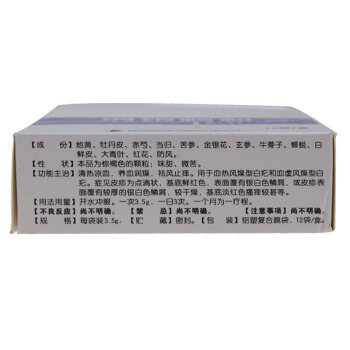 【成 份】地黄、牡丹皮、赤芍、当归、苦参、金银花、玄参、牛蒡子、蝉蜕、白
鲜皮、大青叶、红花、防风。
【性 状】本品为棕褐色的颗粒；味甜、微苦。
【功能主治】清热凉血，养血润燥，祛风止痒。用于血热风燥型白疕和血虚风燥型白
疕。症见皮疹为点滴状，基底鲜红色，表面覆有银白色鳞屑，或皮疹表
面覆有较厚的银白色鳞屑，较干燥，基底淡红色瘙痒较甚等。
【用法用量】开水冲服。一次3.5g，一日3次。一个月为一疗程。
【不良反应】尚不明确。【禁 忌】尚不明确。【注意事项】尚不明确。
【规 格】每袋装3.5g。【贮 藏】密封。【包 装】铝塑复合膜袋，12袋/盒。